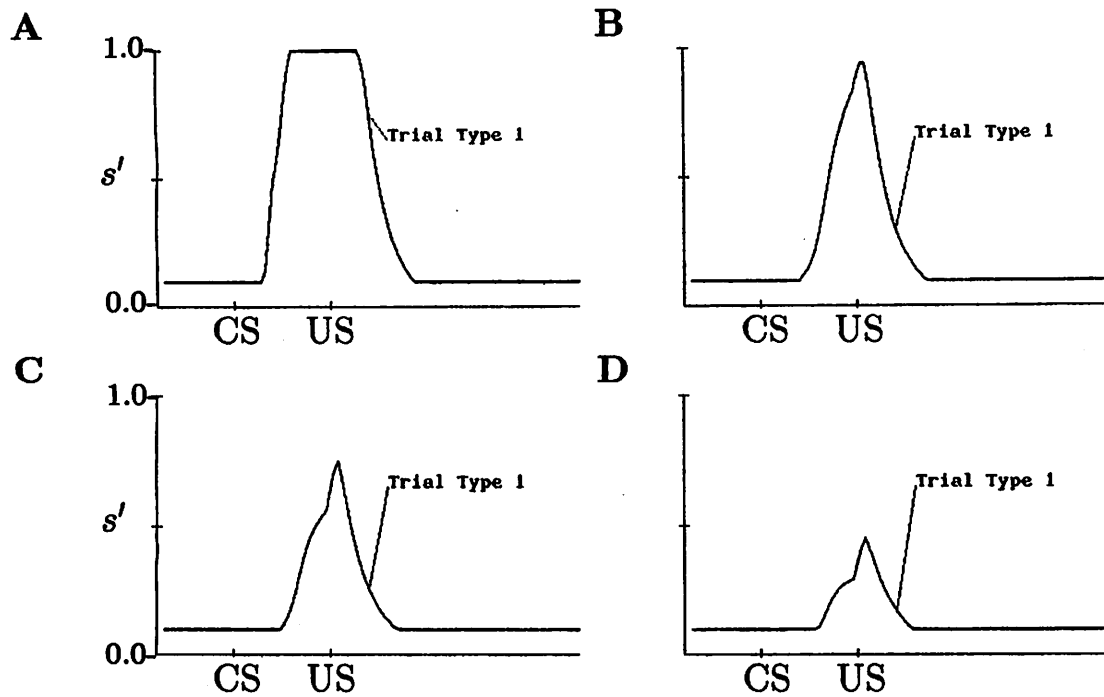 A
1.0
s′
0.0
CS US
Trial Type 1
B
CS US
Trial Type 1
C
1.0
s′
0.0
CS US
Trial Type 1
D
CS US
Trial Type 1